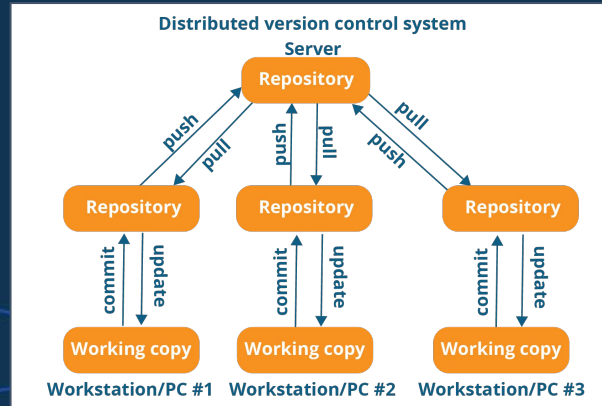 Distributed version control system
Server
Repository
push
pull
push
pull
push
pull
Repository
Repository
Repository
commit
update
commit
update
commit
update
Working copy
Working copy
Working copy
Workstation/PC #1
Workstation/PC #2
Workstation/PC #3